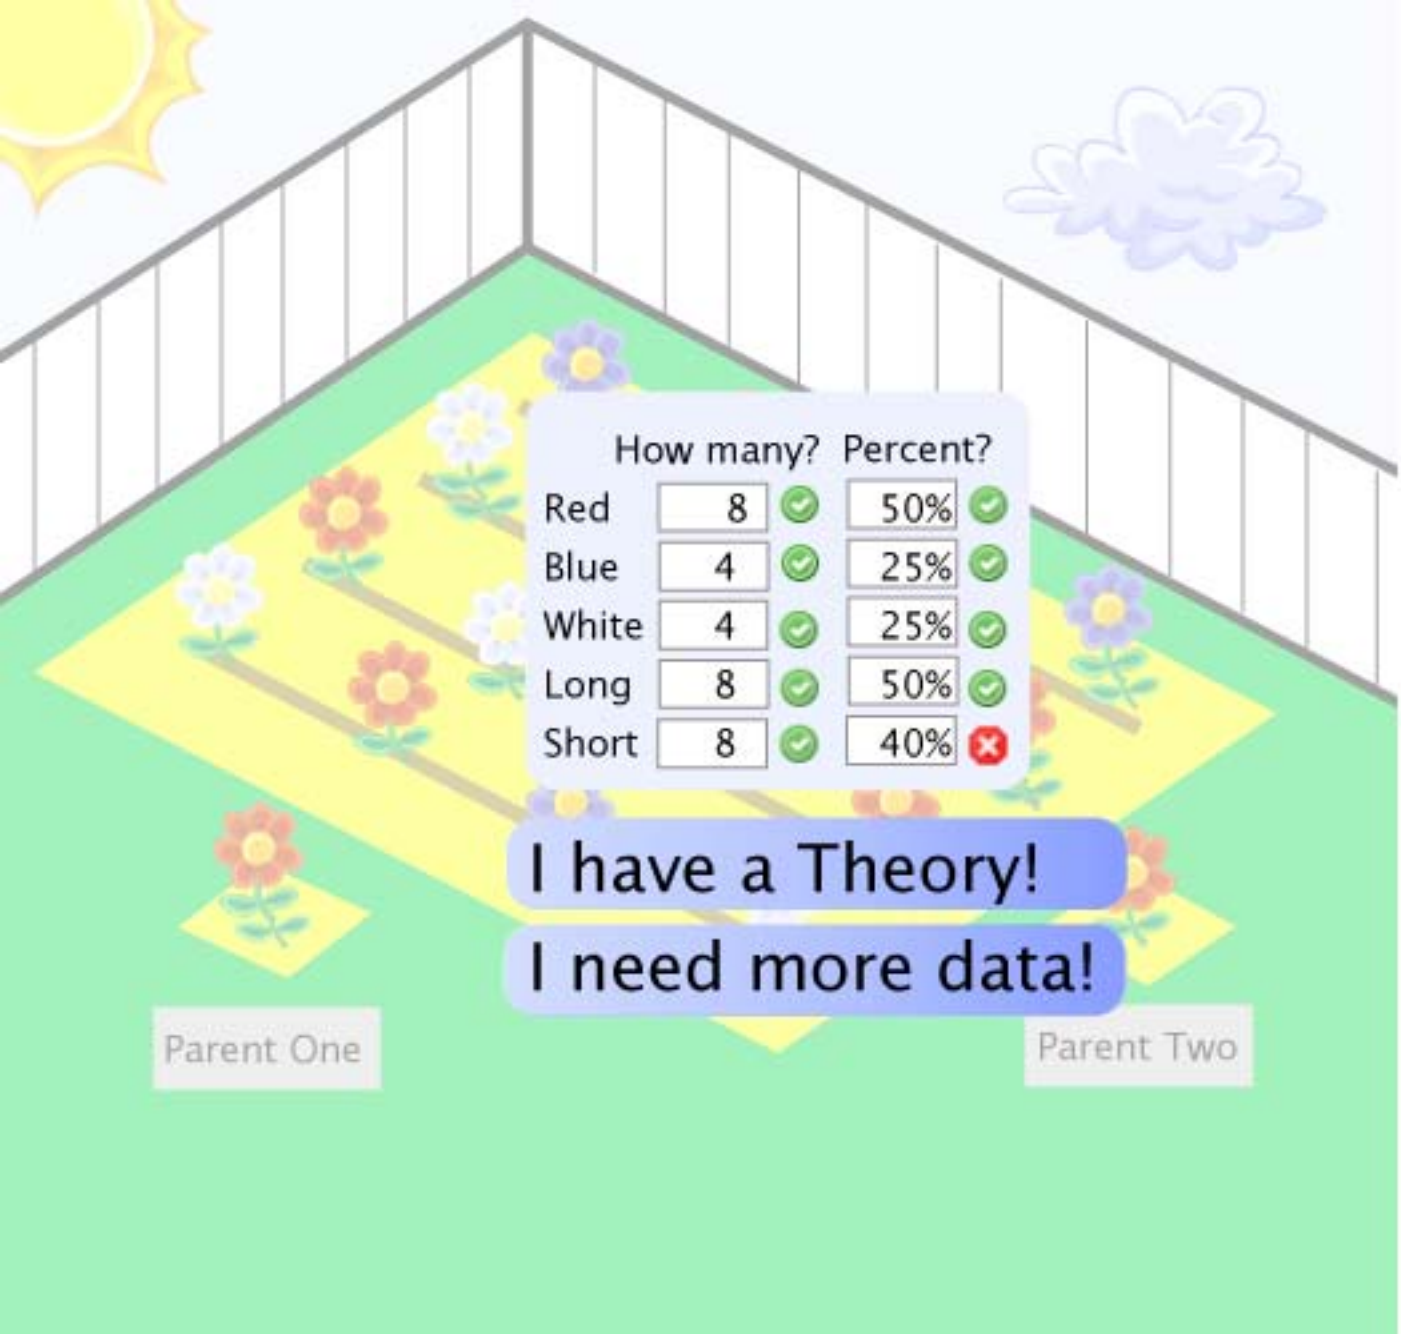 How many? Percent?
Red 8 50%
Blue 4 25%
White 4 25%
Long 8 50%
Short 8 40%
I have a Theory!
I need more data!
Parent One
Parent Two